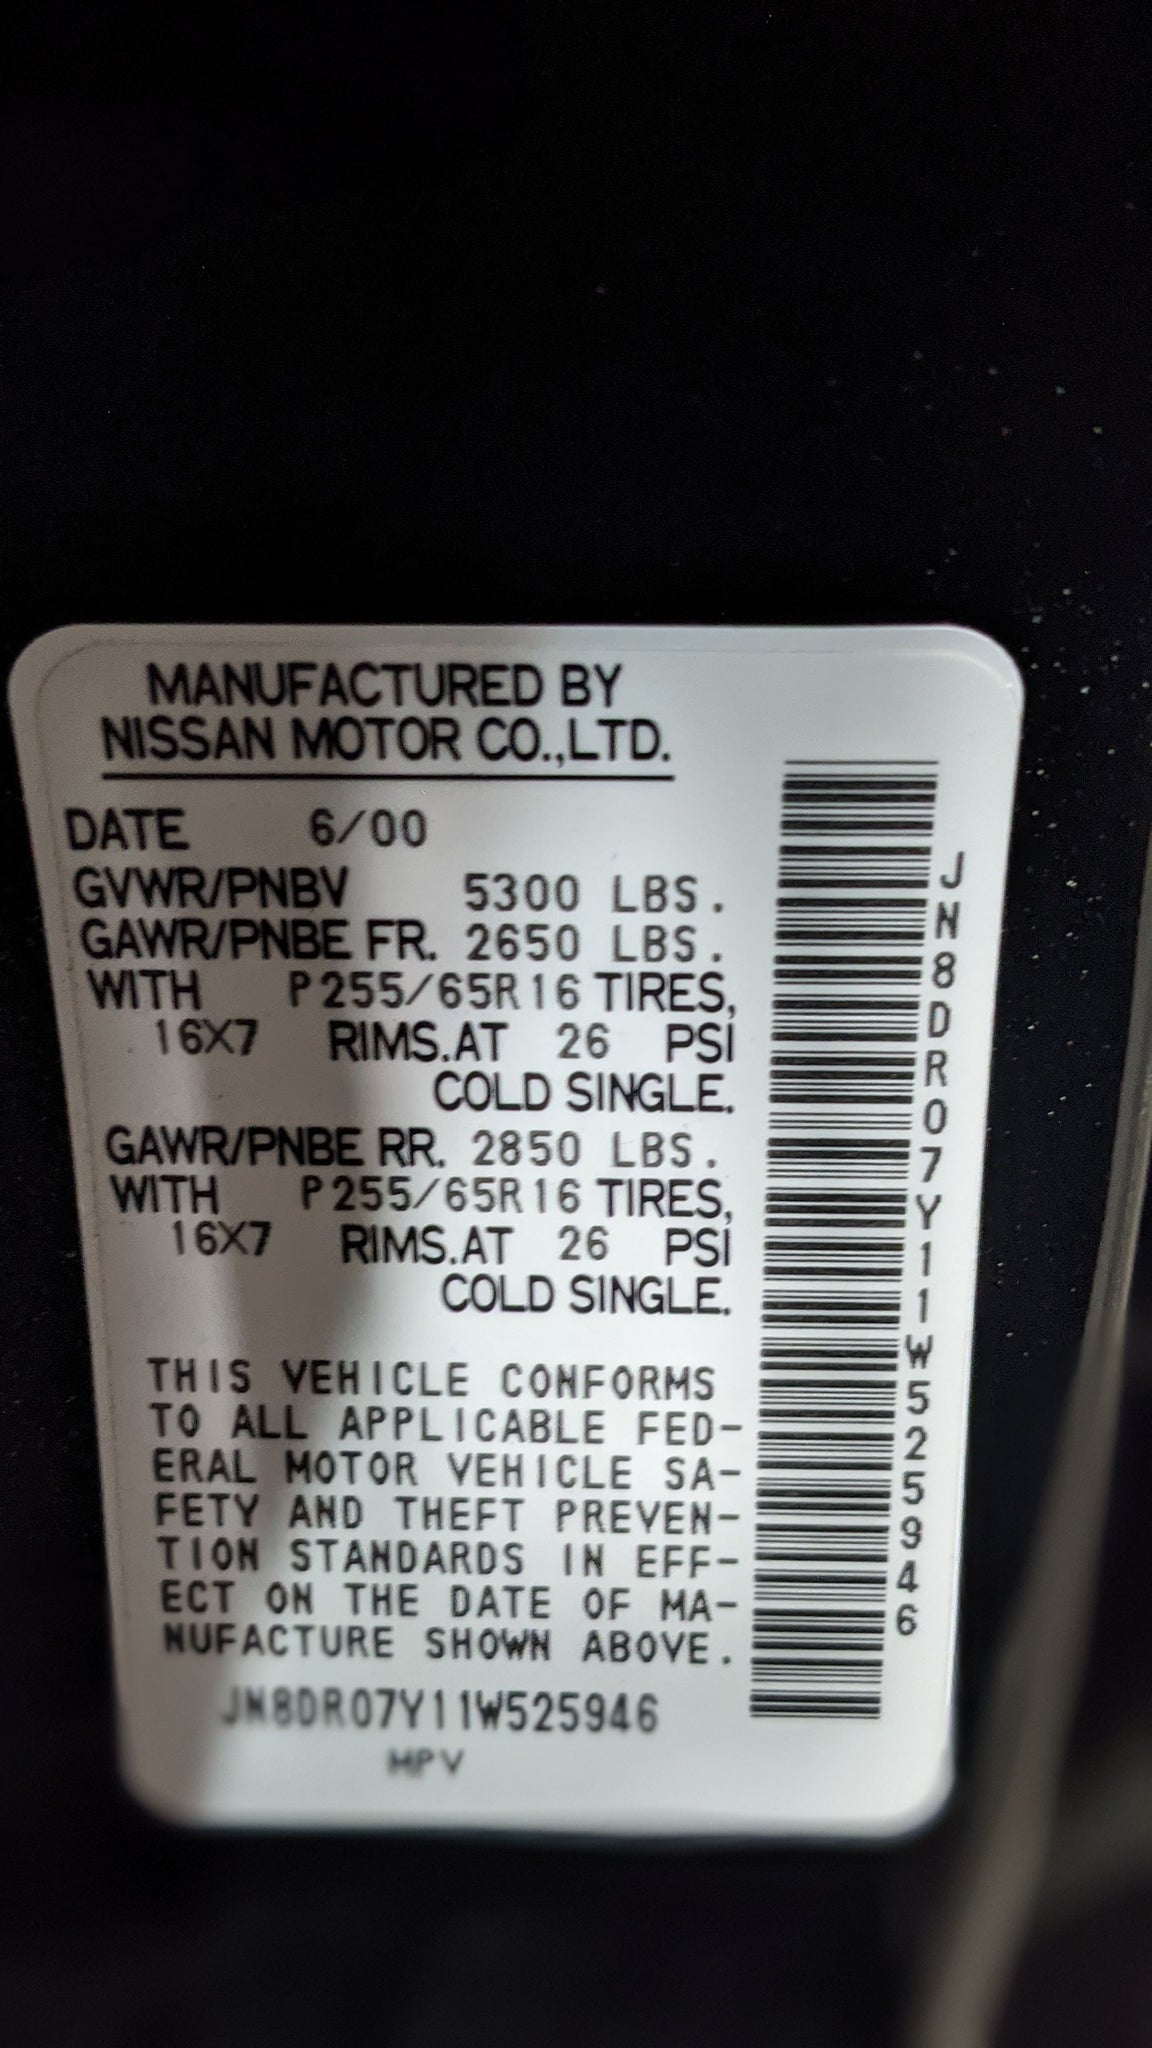 MANUFACTURED BY
NISSAN MOTOR CO.,LTD.
DATE 6/00
GVWR/PNBV 5300 LBS.
GAWR/PNBE FR. 2650 LBS.
WITH P255/65R16 TIRES,
16X7 RIMS.AT 26 PSI
COLD SINGLE.
GAWR/PNBE RR. 2850 LBS.
WITH P255/65R16 TIRES,
16X7 RIMS.AT 26 PSI
COLD SINGLE.
THIS VEHICLE CONFORMS
TO ALL APPLICABLE FED-
ERAL MOTOR VEHICLE SA-
FETY AND THEFT PREVEN-
TION STANDARDS IN EFF-
ECT ON THE DATE OF MA-
NUFACTURE SHOWN ABOVE.
JN8DR07Y11W525946
MPV
JN8DR07Y11W525946